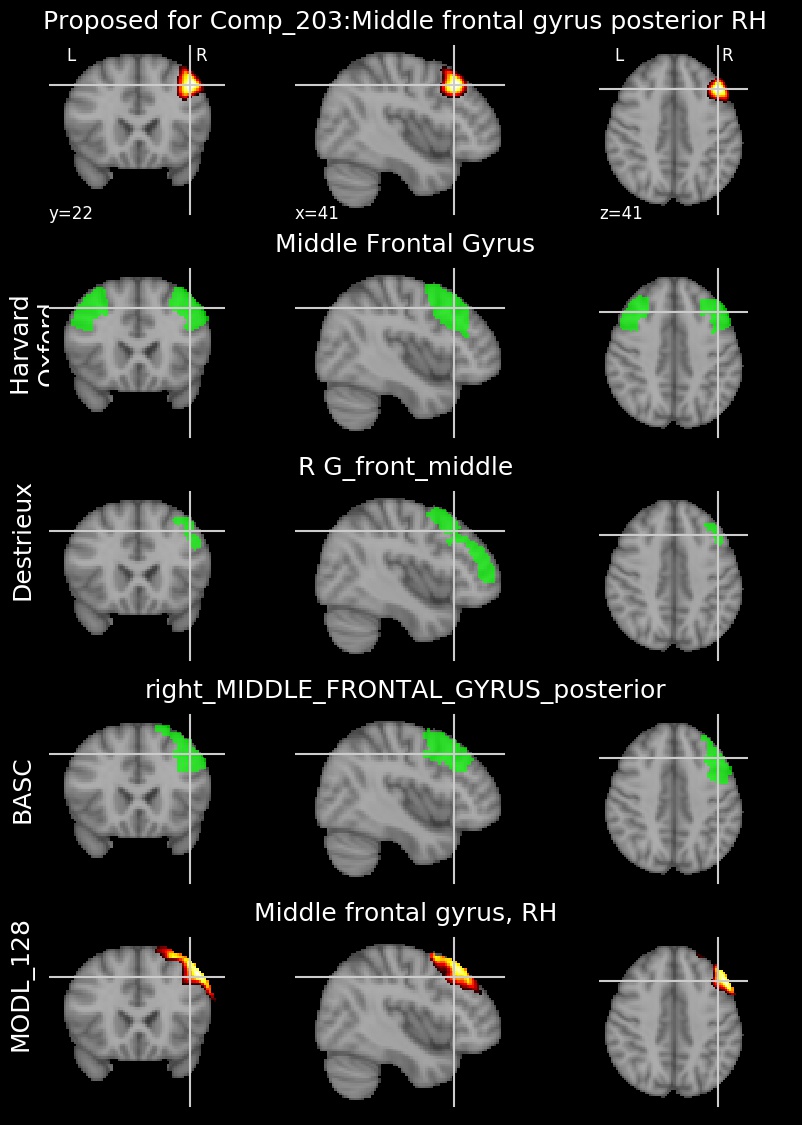 Proposed for Comp_203:Middle frontal gyrus posterior RH
L R L R
y=22 x=41 z=41
Middle Frontal Gyrus
Harvard
Oxford
R G_front_middle
Destrieux
right_MIDDLE_FRONTAL_GYRUS_posterior
BASC
Middle frontal gyrus, RH
MODL_128